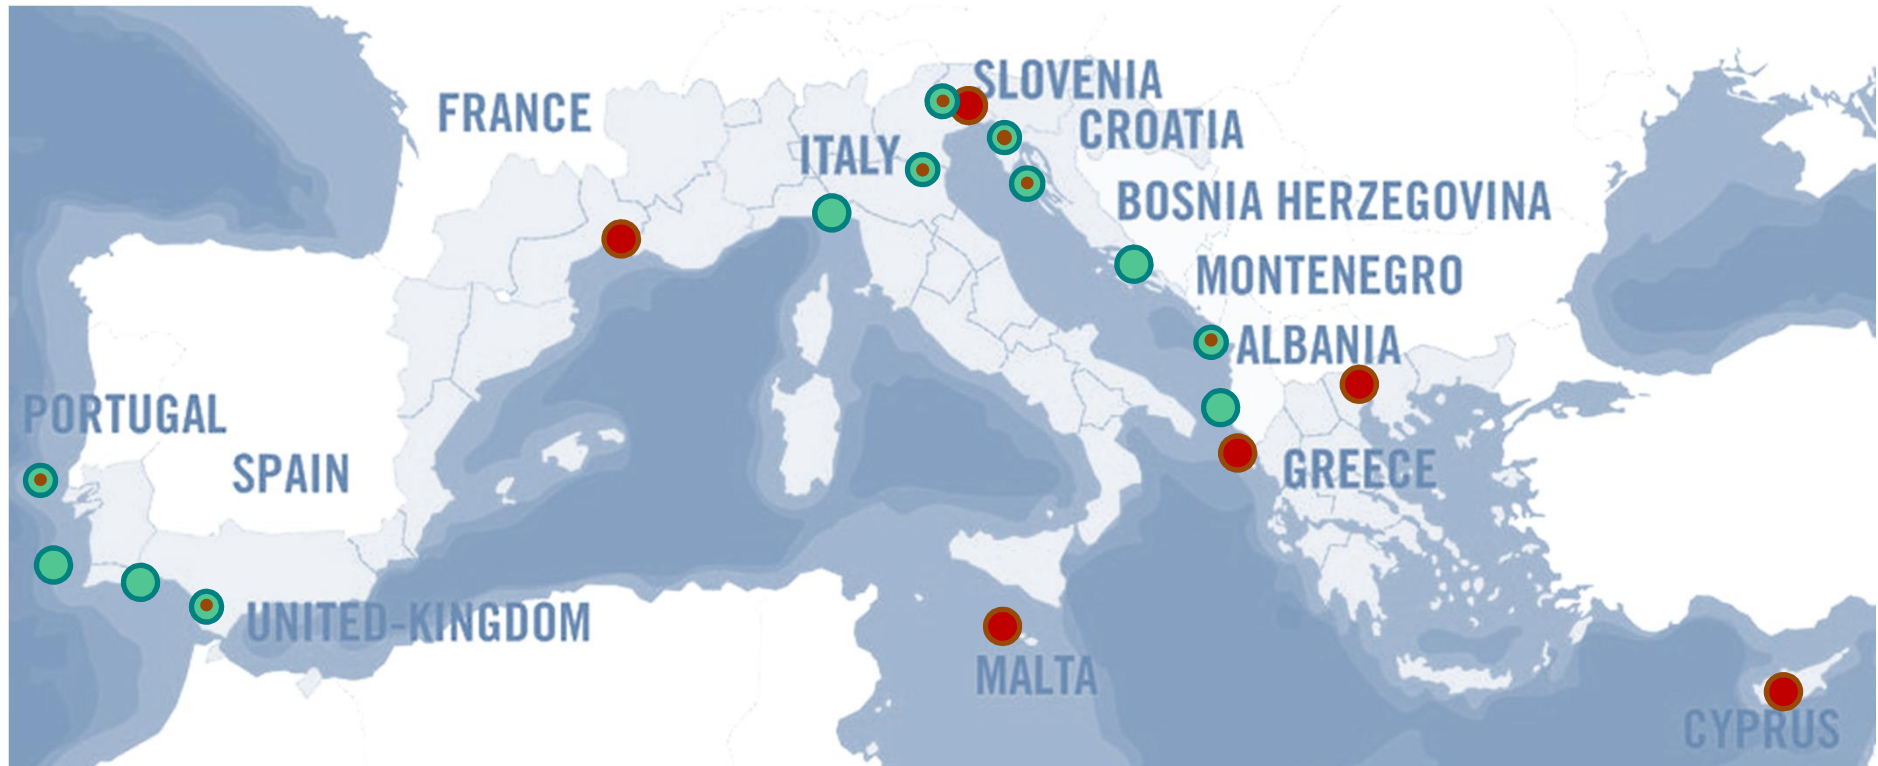 SLOVENIA
FRANCE
CROATIA
ITALY
BOSNIA HERZEGOVINA
MONTENEGRO
ALBANIA
PORTUGAL
SPAIN
GREECE
UNITED-KINGDOM
MALTA
CYPRUS